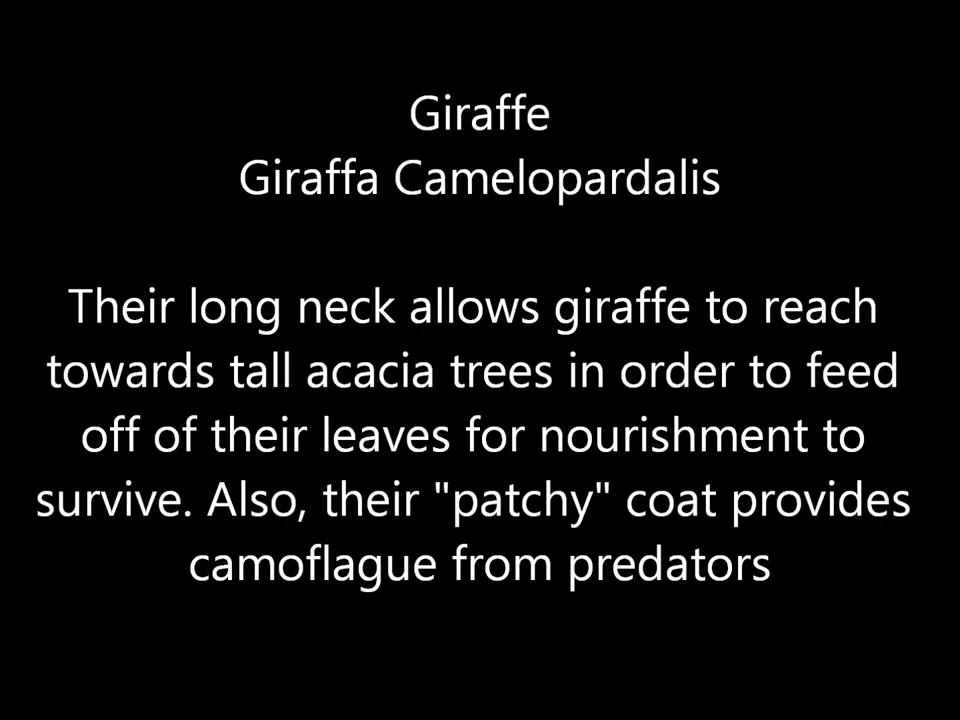 Giraffe
Giraffa Camelopardalis
Their long neck allows giraffe to reach
towards tall acacia trees in order to feed
off of their leaves for nourishment to
survive. Also, their "patchy" coat provides
camoflague from predators